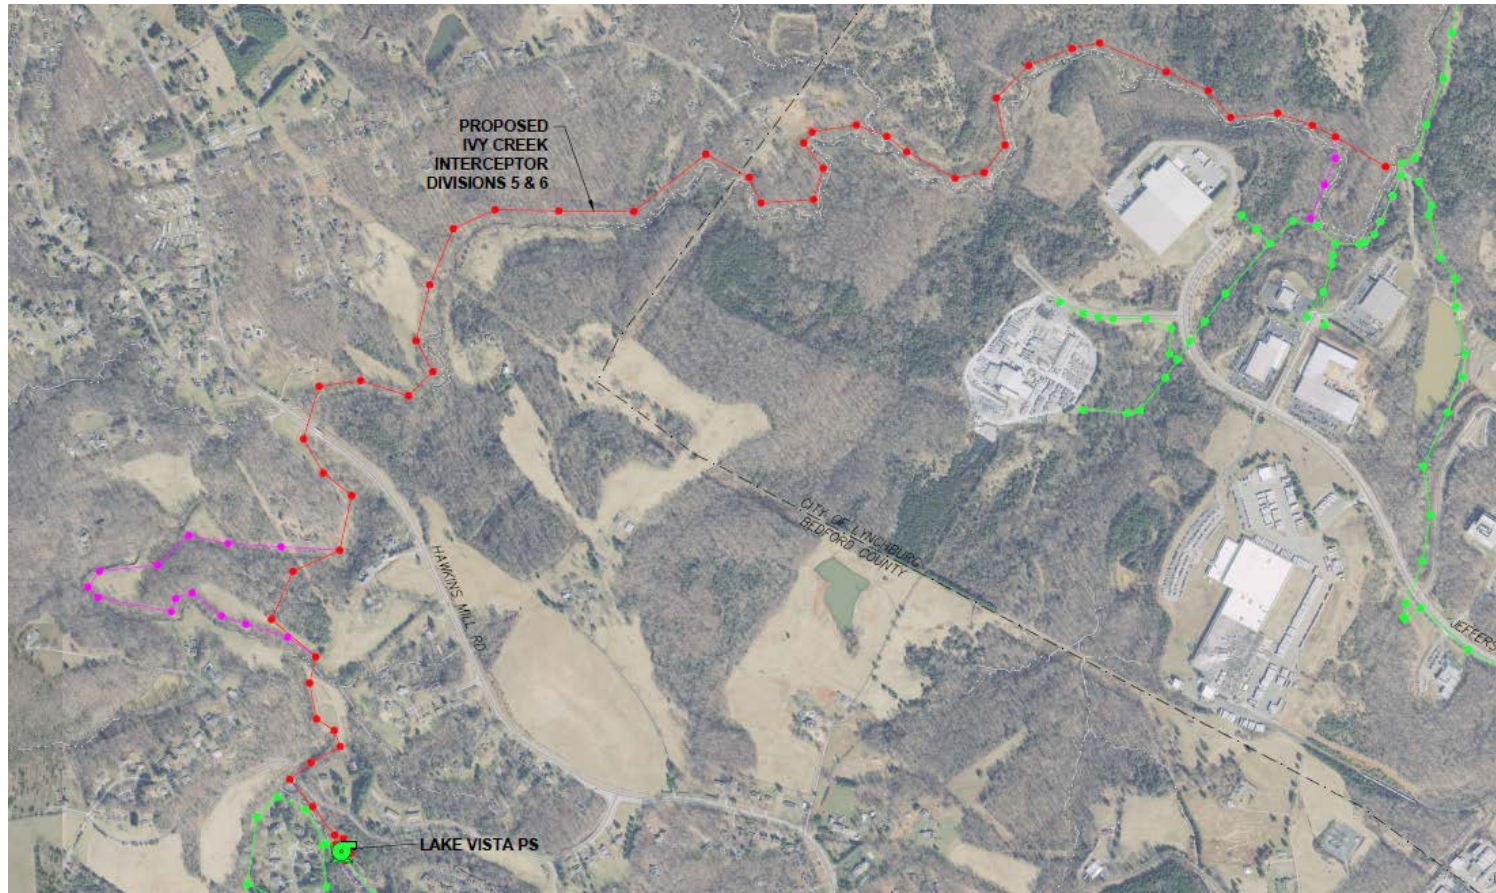 PROPOSED
IVY CREEK
INTERCEPTOR
DIVISIONS 5 & 6
CITY OF LYNCHBURG
BEDFORD COUNTY
HAWKINS MILL RD
JEFFERS
LAKE VISTA PS